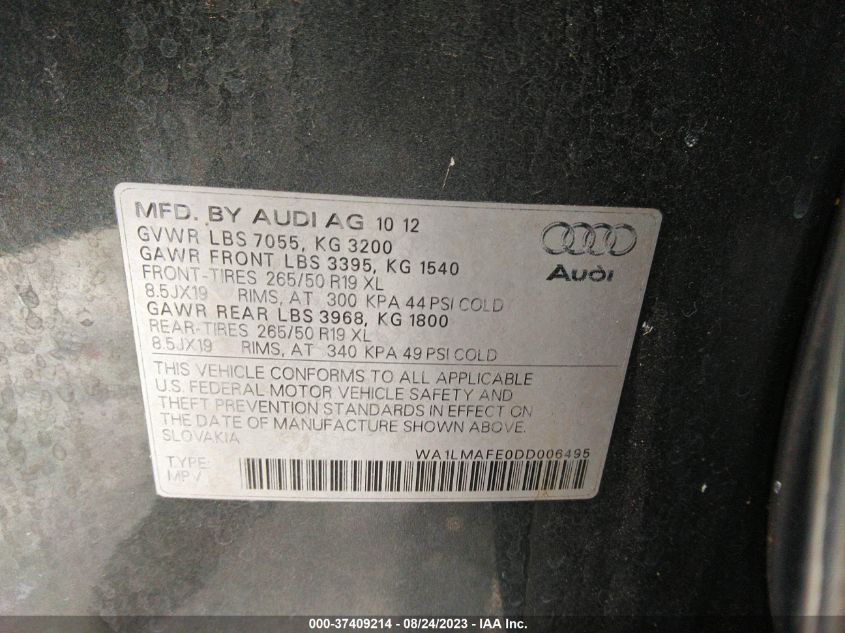 MFD. BY AUDI AG 10 12
GVWR LBS 7055, KG 3200
GAWR FRONT LBS 3395, KG 1540
FRONT-TIRES 265/50 R19 XL
8.5JX19 RIMS, AT 300 KPA 44 PSI COLD
GAWR REAR LBS 3968, KG 1800
REAR-TIRES 265/50 R19 XL
8.5JX19 RIMS, AT 340 KPA 49 PSI COLD
Audi
THIS VEHICLE CONFORMS TO ALL APPLICABLE
U.S. FEDERAL MOTOR VEHICLE SAFETY AND
THEFT PREVENTION STANDARDS IN EFFECT ON
THE DATE OF MANUFACTURE SHOWN ABOVE.
SLOVAKIA
WA1LMAFE0DD006495
TYPE:
MPV
000-37409214 - 08/24/2023 - IAA Inc.